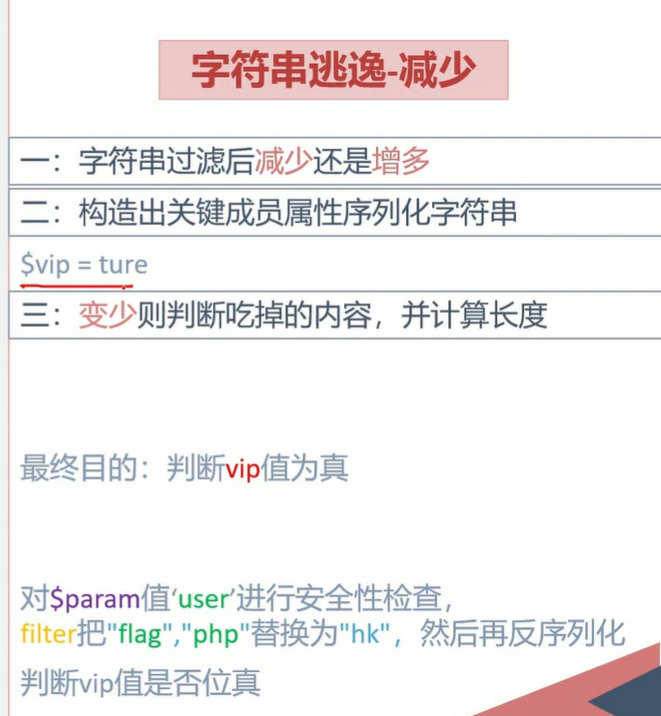 字符串逃逸-减少
一：字符串过滤后减少还是增多
二：构造出关键成员属性序列化字符串
$vip = ture
三：变少则判断吃掉的内容，并计算长度
最终目的：判断vip值为真
对$param值‘user’进行安全性检查，
filter把"flag","php"替换为"hk"，然后再反序列化
判断vip值是否位真